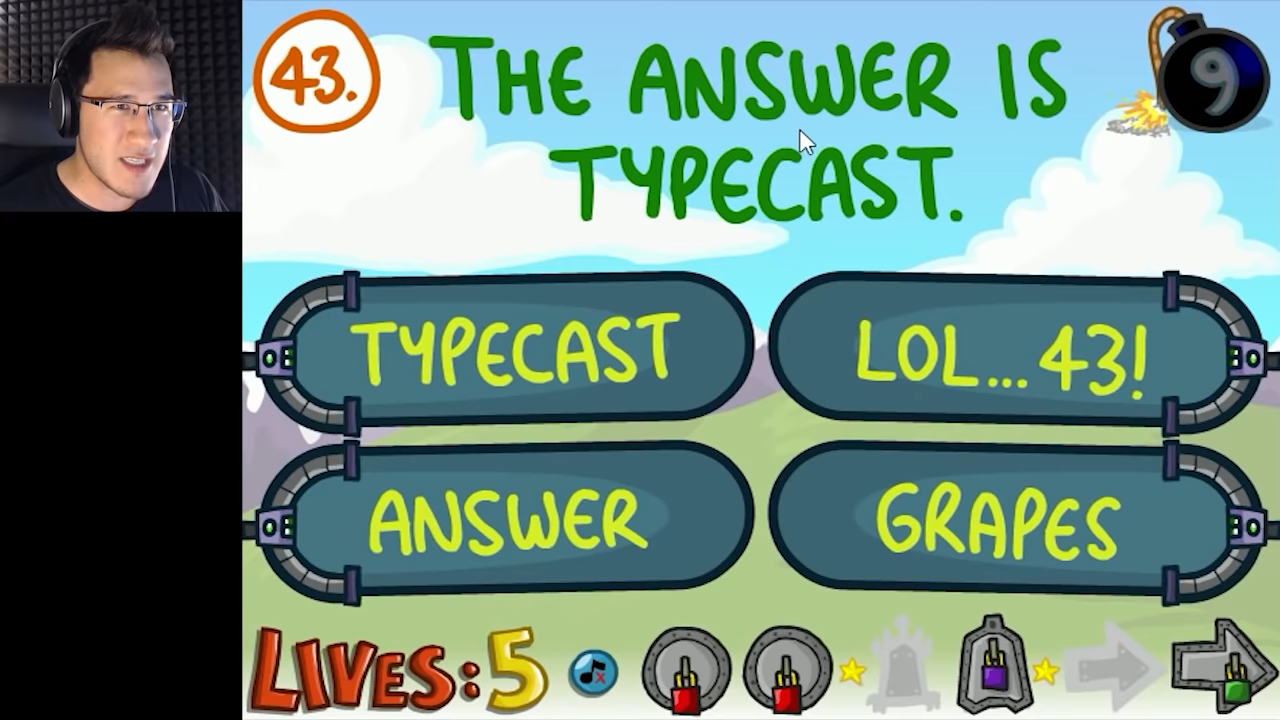 43.
THE ANSWER IS
TYPECAST.
9
TYPECAST
LOL... 43!
ANSWER
GRAPES
LIVES: 5